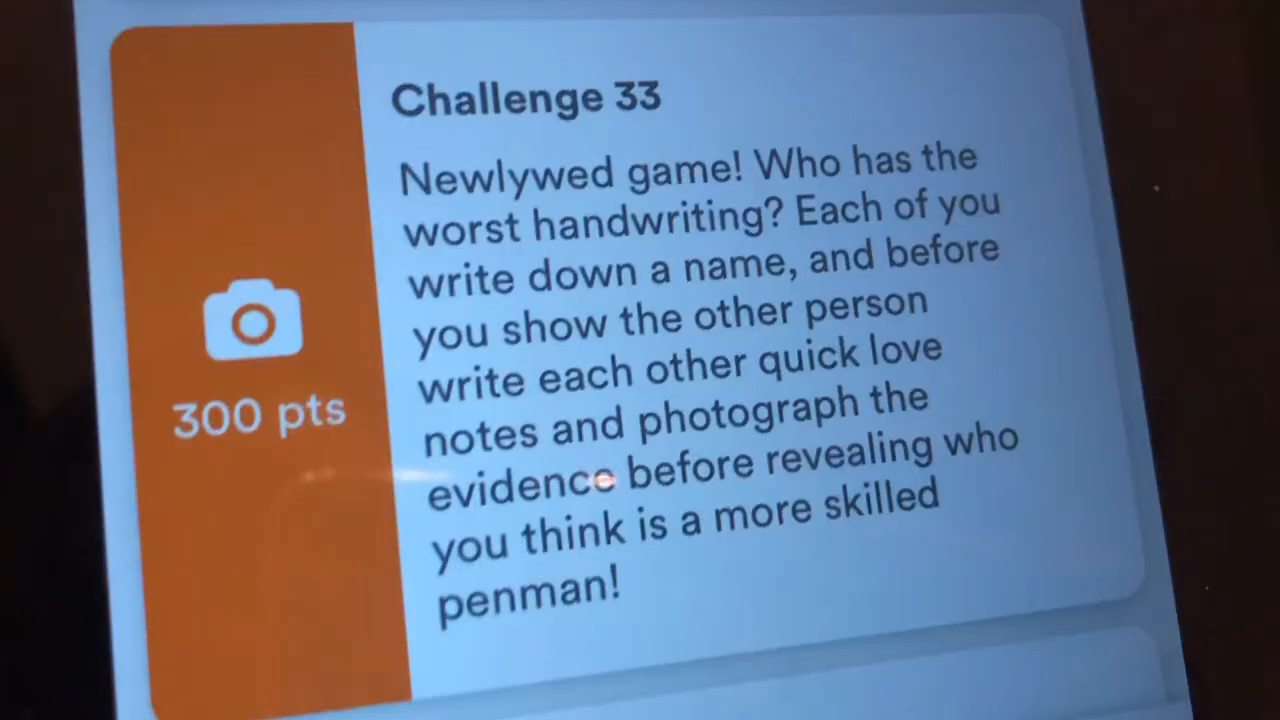 Challenge 33
Newlywed game! Who has the
worst handwriting? Each of you
write down a name, and before
you show the other person
write each other quick love
notes and photograph the
evidence before revealing who
you think is a more skilled
penman!
300 pts